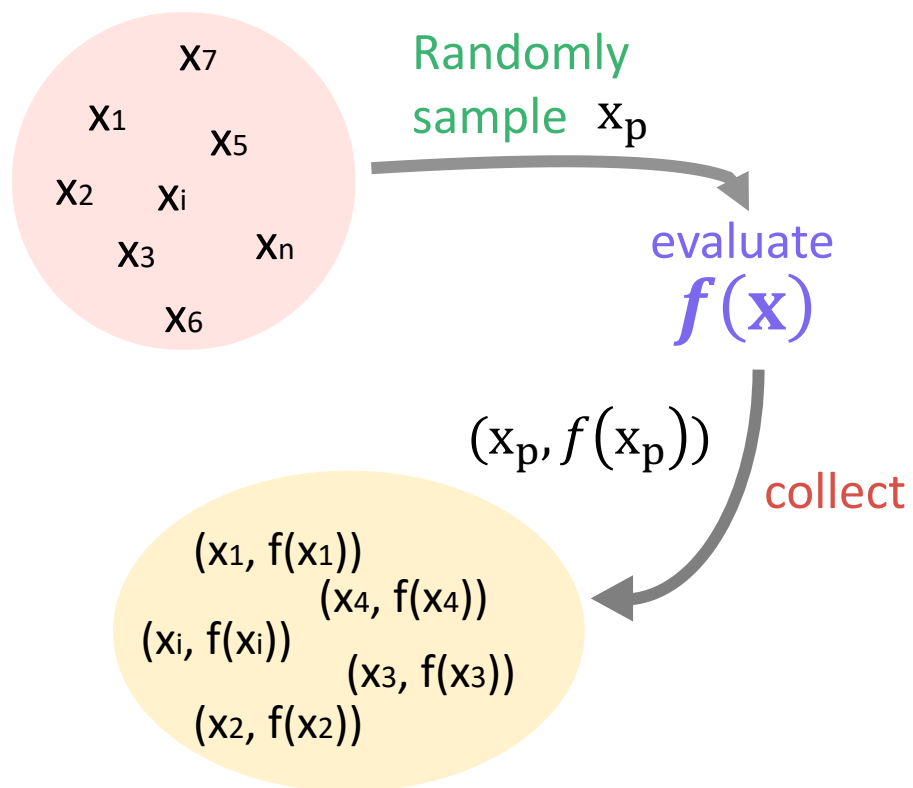 x7
x1
x5
x2
xi
x3
xn
x6
Randomly
sample xp
evaluate
f(x)
(xp, f(xp))
collect
(x1, f(x1))
(x4, f(x4))
(xi, f(xi))
(x3, f(x3))
(x2, f(x2))